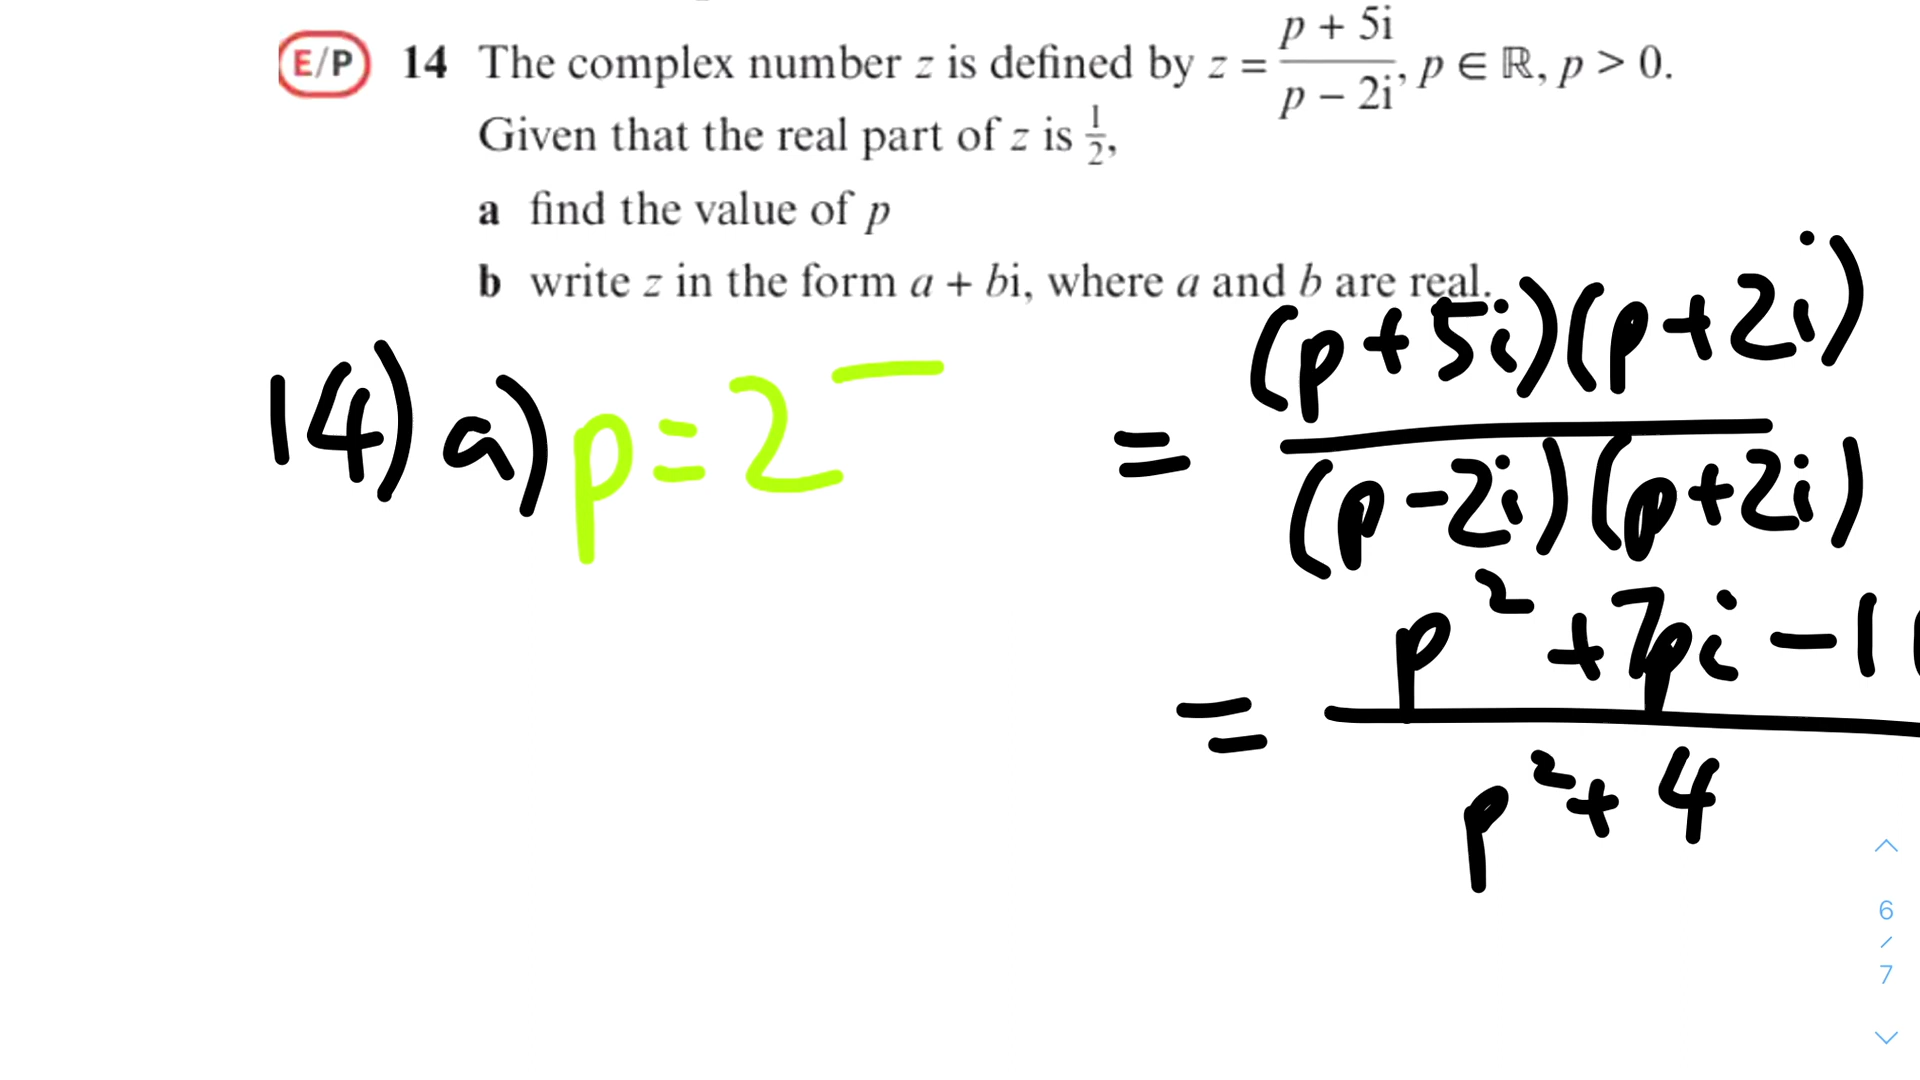 E/P 14 The complex number z is defined by z = (p + 5i)/(p − 2i), p ∈ ℝ, p > 0.
Given that the real part of z is 1/2,
a find the value of p
b write z in the form a + bi, where a and b are real.
14) a) p = 2
= (p+5i)(p+2i)
(p-2i)(p+2i)
= p² + 7pi - 1
p² + 4
6
/
7